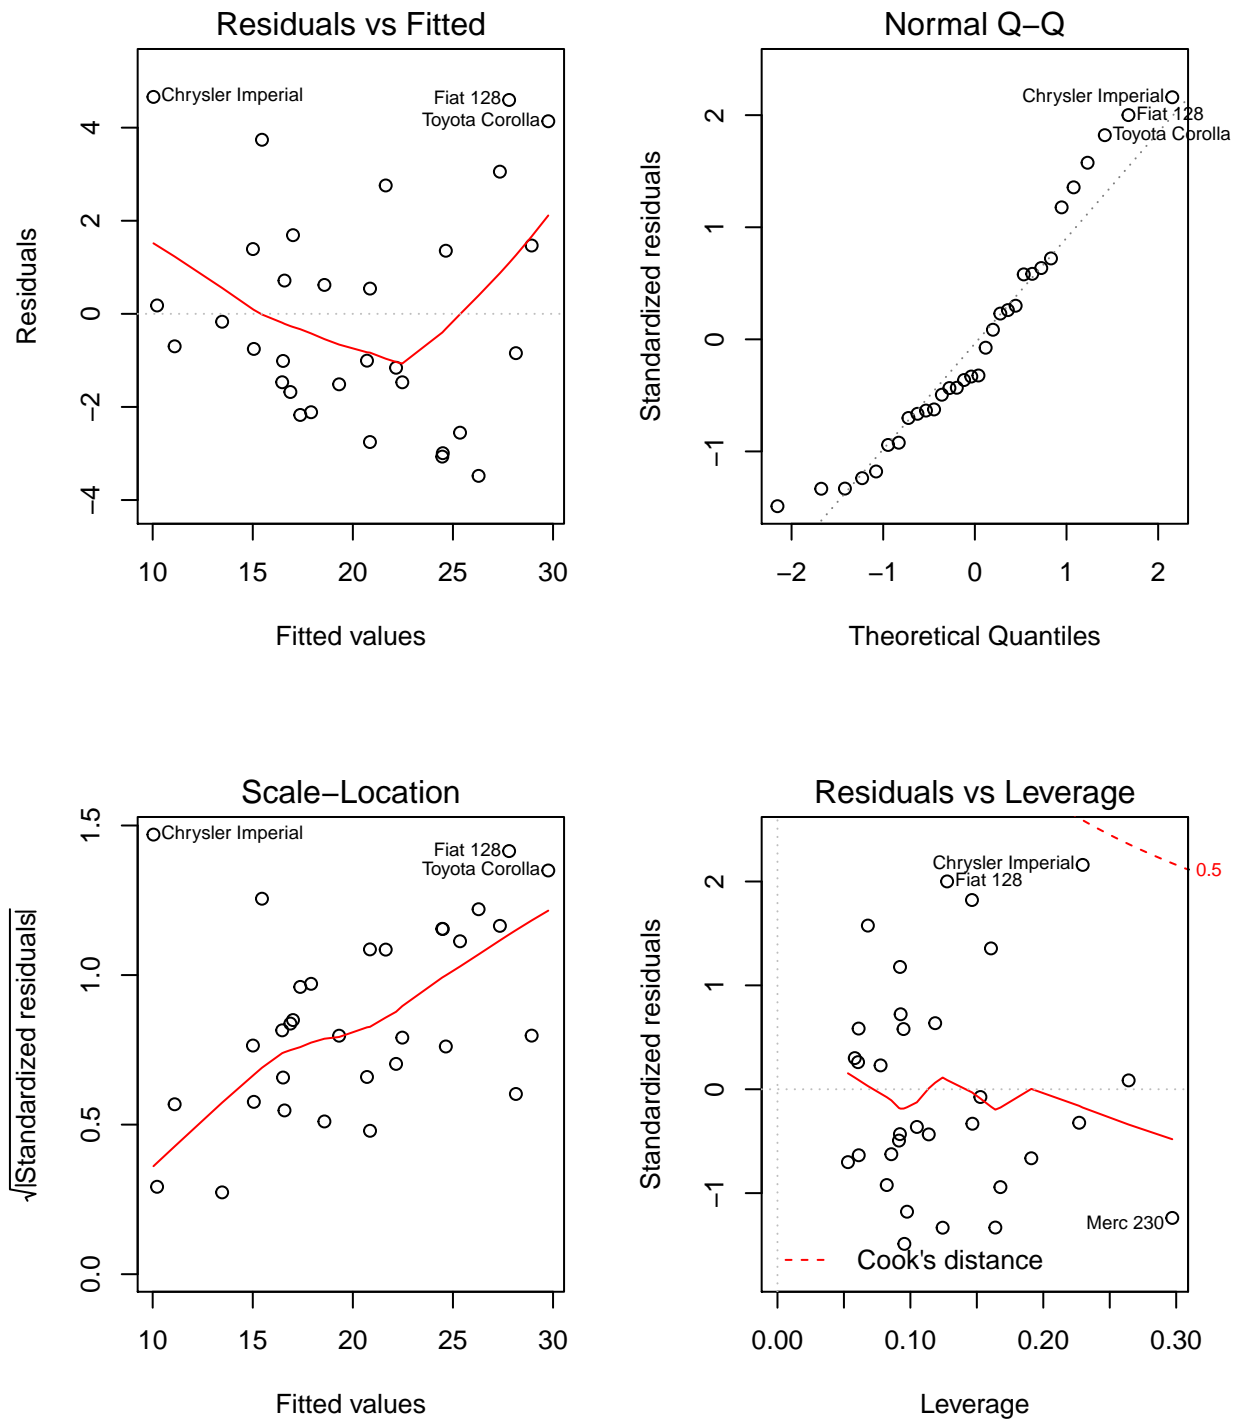 Residuals vs Fitted
Residuals
4
2
0
−2
−4
Chrysler Imperial
Fiat 128
Toyota Corolla
10 15 20 25 30
Fitted values
Normal Q−Q
Standardized residuals
2
1
0
−1
Chrysler Imperial
Fiat 128
Toyota Corolla
−2 −1 0 1 2
Theoretical Quantiles
Scale−Location
√|Standardized residuals|
1.5
1.0
0.5
0.0
Chrysler Imperial
Fiat 128
Toyota Corolla
10 15 20 25 30
Fitted values
Residuals vs Leverage
Standardized residuals
2
1
0
−1
Chrysler Imperial
Fiat 128
0.5
Merc 230
Cook's distance
0.00 0.10 0.20 0.30
Leverage